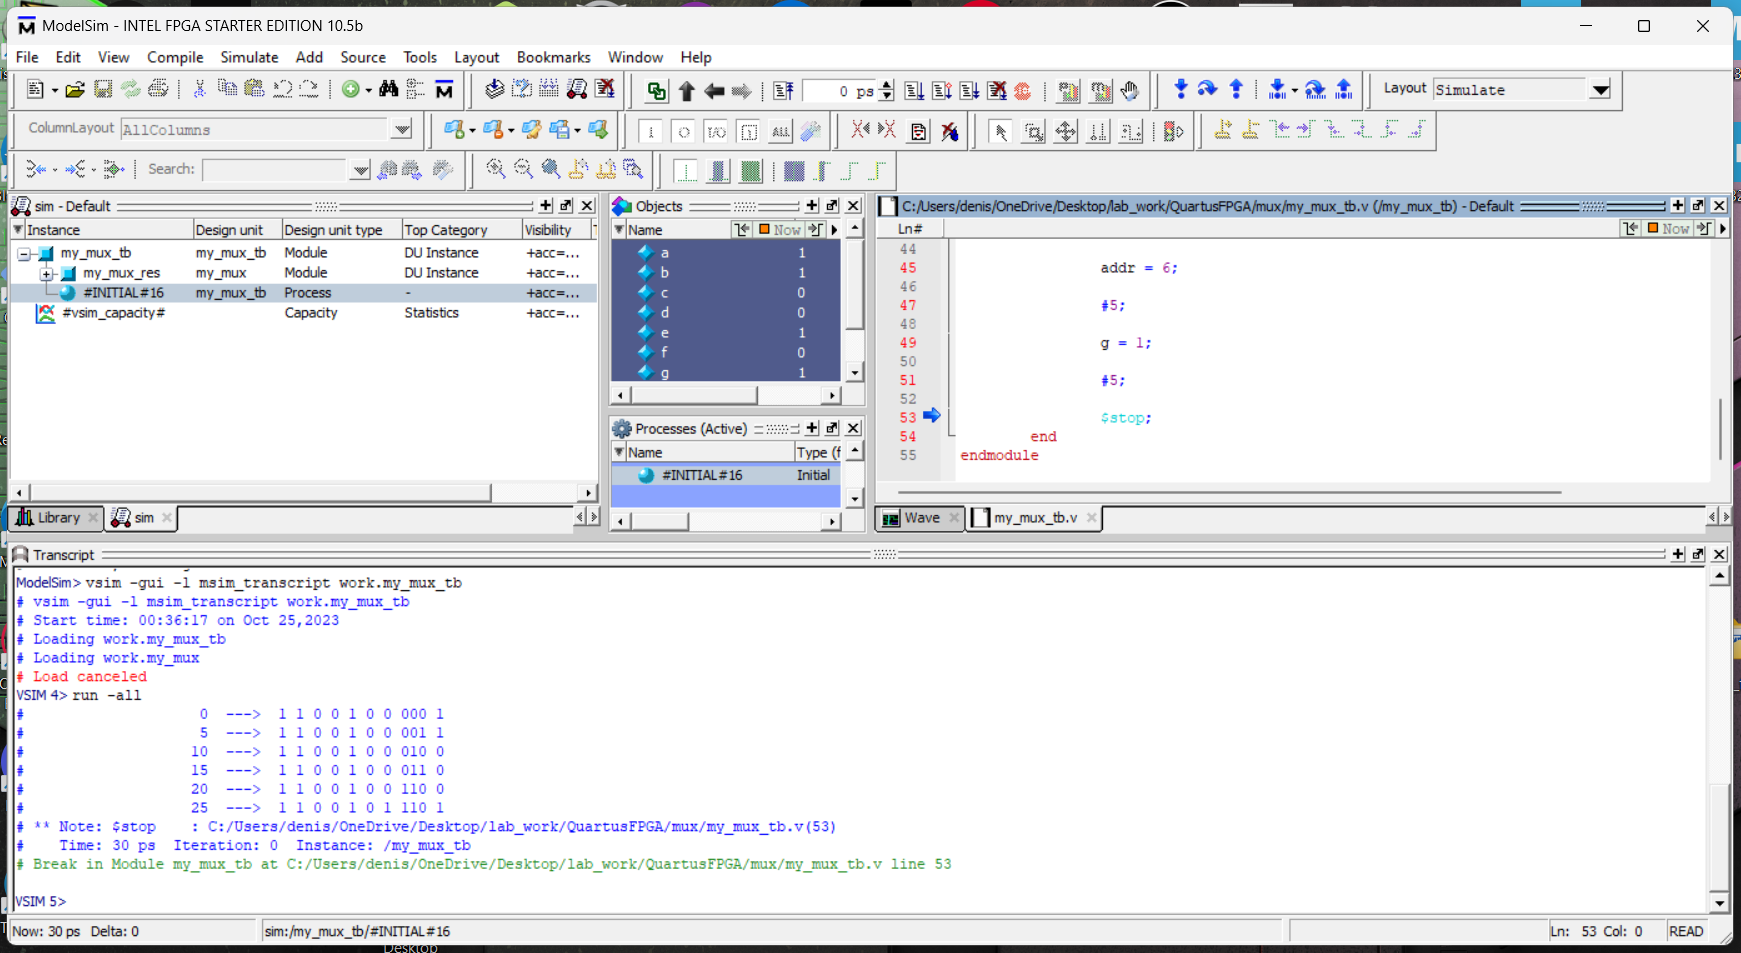 ModelSim - INTEL FPGA STARTER EDITION 10.5b
File Edit View Compile Simulate Add Source Tools Layout Bookmarks Window Help
0 ps
Layout Simulate
ColumnLayout AllColumns
ALL
Search:
sim - Default
Instance Design unit Design unit type Top Category Visibility
my_mux_tb my_mux_tb Module DU Instance +acc=...
my_mux_res my_mux Module DU Instance +acc=...
#INITIAL#16 my_mux_tb Process - +acc=...
#vsim_capacity# Capacity Statistics +acc=...
Library sim
Objects
Name Now
a 1
b 1
c 0
d 0
e 1
f 0
g 1
Processes (Active)
Name Type (f
#INITIAL#16 Initial
C:/Users/denis/OneDrive/Desktop/lab_work/QuartusFPGA/mux/my_mux_tb.v (/my_mux_tb) - Default
Ln# Now
44
45 addr = 6;
46
47 #5;
48
49 g = 1;
50
51 #5;
52
53 $stop;
54 end
55 endmodule
Wave my_mux_tb.v
Transcript
ModelSim> vsim -gui -l msim_transcript work.my_mux_tb
# vsim -gui -l msim_transcript work.my_mux_tb
# Start time: 00:36:17 on Oct 25,2023
# Loading work.my_mux_tb
# Loading work.my_mux
# Load canceled
VSIM 4> run -all
# 0 ---> 1 1 0 0 1 0 0 000 1
# 5 ---> 1 1 0 0 1 0 0 001 1
# 10 ---> 1 1 0 0 1 0 0 010 0
# 15 ---> 1 1 0 0 1 0 0 011 0
# 20 ---> 1 1 0 0 1 0 0 110 0
# 25 ---> 1 1 0 0 1 0 1 110 1
# ** Note: $stop : C:/Users/denis/OneDrive/Desktop/lab_work/QuartusFPGA/mux/my_mux_tb.v(53)
# Time: 30 ps Iteration: 0 Instance: /my_mux_tb
# Break in Module my_mux_tb at C:/Users/denis/OneDrive/Desktop/lab_work/QuartusFPGA/mux/my_mux_tb.v line 53
VSIM 5>
Now: 30 ps Delta: 0 sim:/my_mux_tb/#INITIAL#16 Ln: 53 Col: 0 READ
Desktop